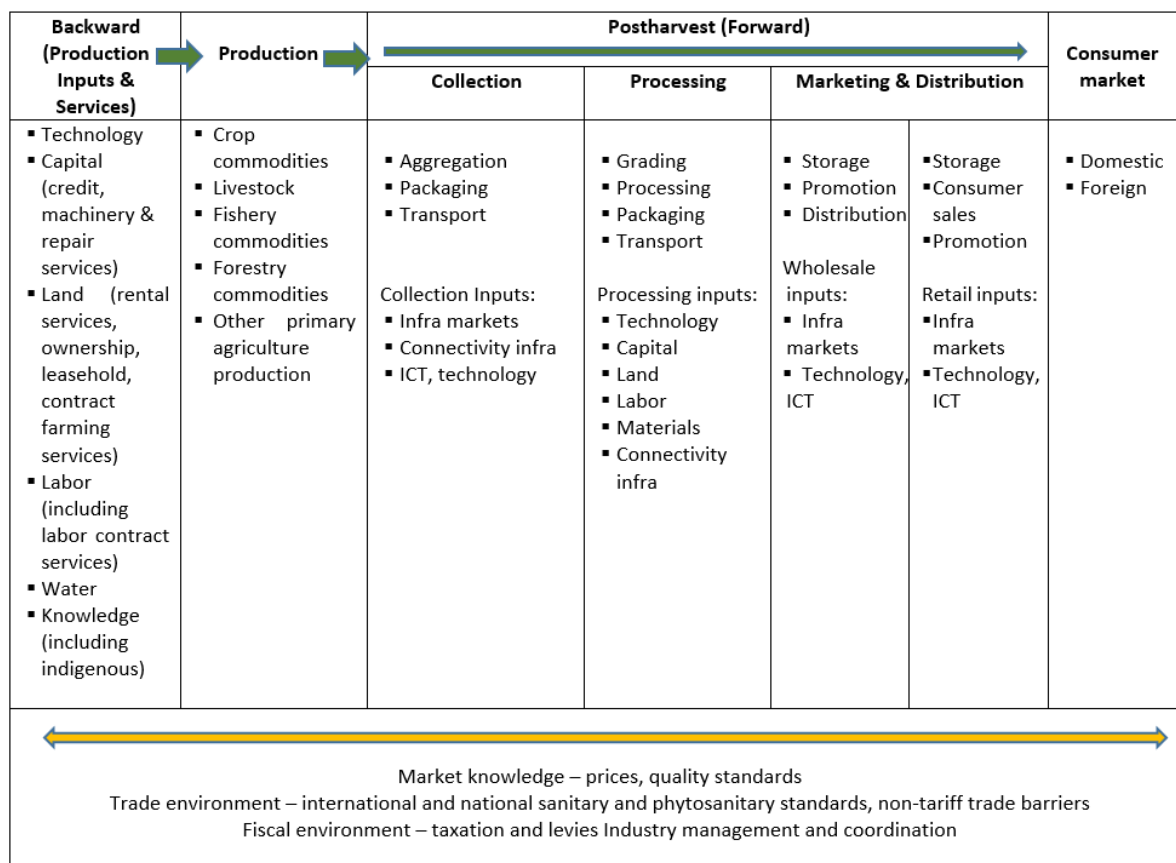 Backward
(Production
Inputs &
Services)
Production
Postharvest (Forward)
Collection
Processing
Marketing & Distribution
Consumer
market
▪ Technology
▪ Capital
(credit,
machinery &
repair
services)
▪ Land (rental
services,
ownership,
leasehold,
contract
farming
services)
▪ Labor
(including
labor contract
services)
▪ Water
▪ Knowledge
(including
indigenous)
▪ Crop
commodities
▪ Livestock
▪ Fishery
commodities
▪ Forestry
commodities
▪ Other primary
agriculture
production
▪ Aggregation
▪ Packaging
▪ Transport
Collection Inputs:
▪ Infra markets
▪ Connectivity infra
▪ ICT, technology
▪ Grading
▪ Processing
▪ Packaging
▪ Transport
Processing inputs:
▪ Technology
▪ Capital
▪ Land
▪ Labor
▪ Materials
▪ Connectivity
infra
▪ Storage
▪ Promotion
▪ Distribution
Wholesale
inputs:
▪ Infra
markets
▪ Technology,
ICT
▪ Storage
▪ Consumer
sales
▪ Promotion
Retail inputs:
▪ Infra
markets
▪ Technology,
ICT
▪ Domestic
▪ Foreign
Market knowledge – prices, quality standards
Trade environment – international and national sanitary and phytosanitary standards, non-tariff trade barriers
Fiscal environment – taxation and levies Industry management and coordination